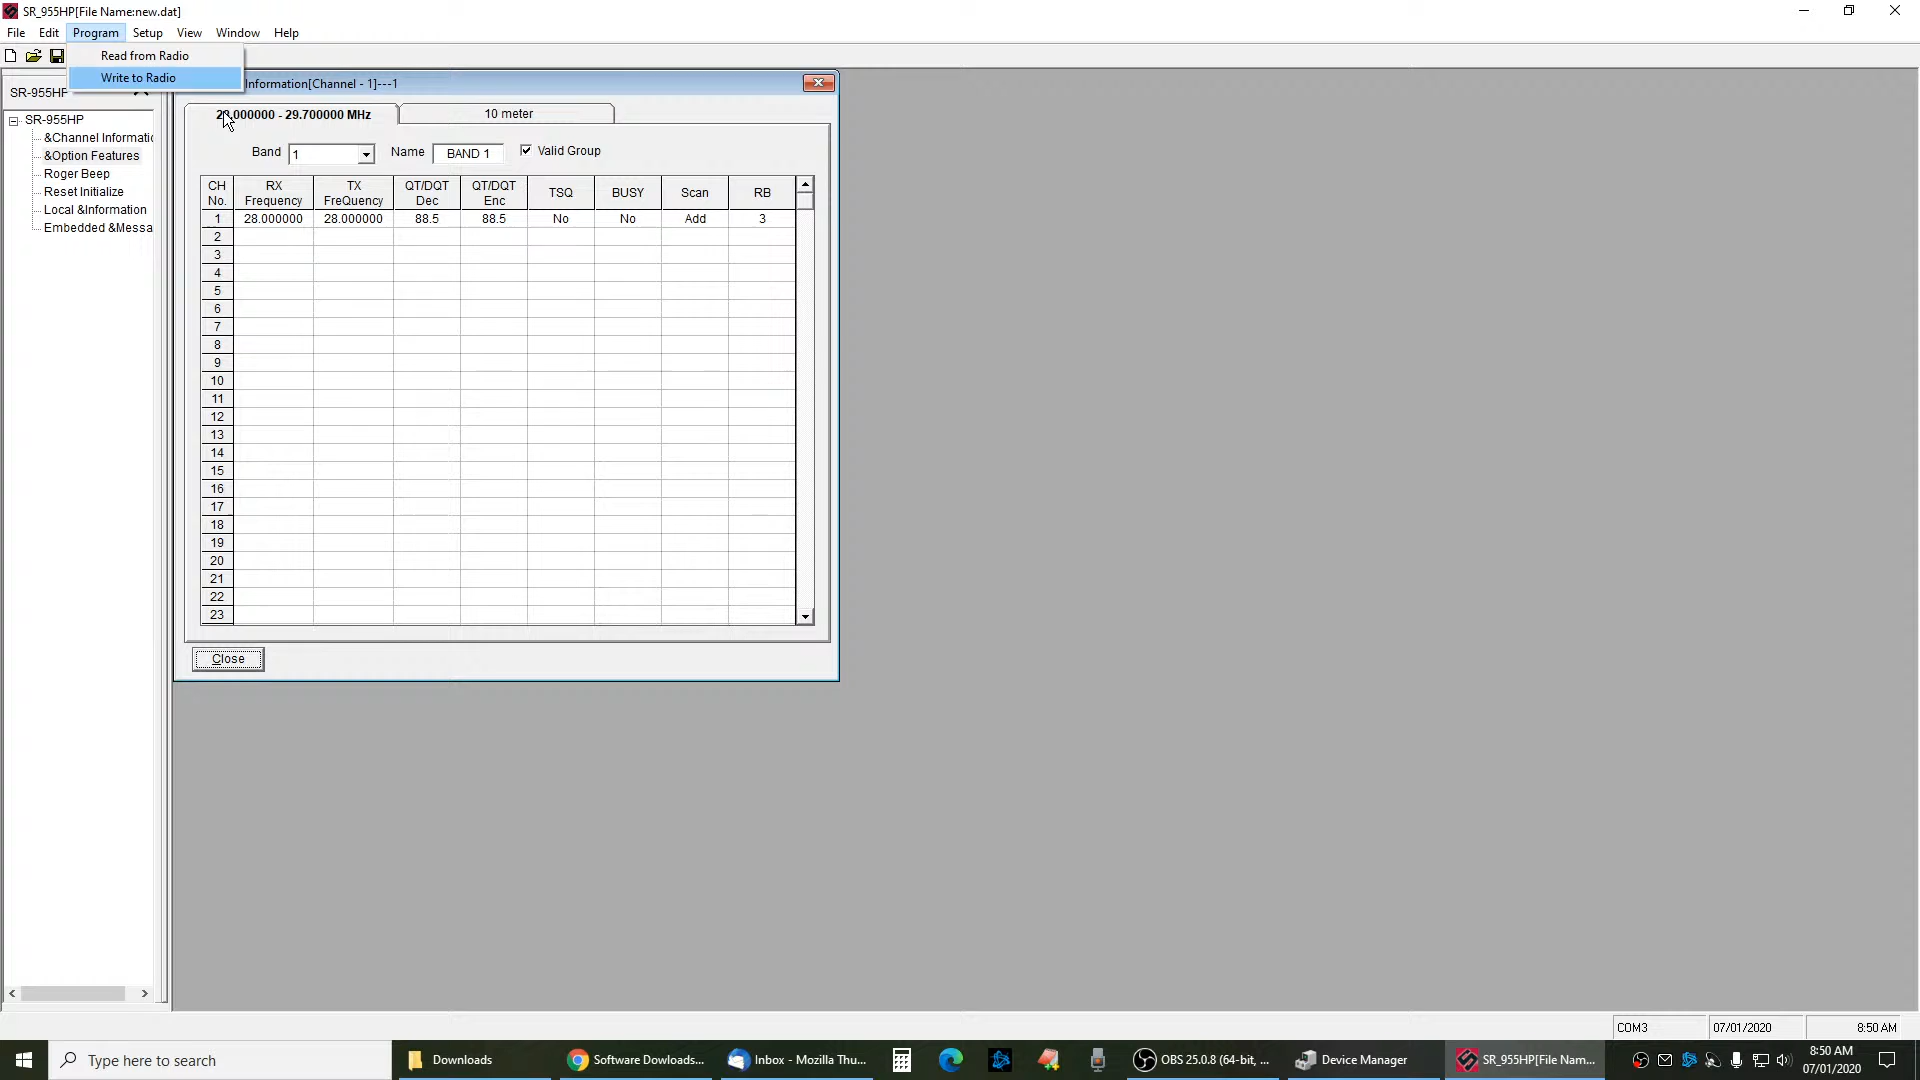 SR_955HP[File Name:new.dat]
File Edit Program Setup View Window Help
Read from Radio
Write to Radio
SR-955HP
Information[Channel - 1]---1
SR-955HP
&Channel Informatic
&Option Features
Roger Beep
Reset Initialize
Local &Information
Embedded &Messa
28.000000 - 29.700000 MHz
10 meter
Band 1 Name BAND 1 Valid Group
CH No. RX Frequency TX FreQuency QT/DQT Dec QT/DQT Enc TSQ BUSY Scan RB
1 28.000000 28.000000 88.5 88.5 No No Add 3
2
3
4
5
6
7
8
9
10
11
12
13
14
15
16
17
18
19
20
21
22
23
Close
COM3 07/01/2020 8:50 AM
Type here to search
Downloads
Software Dowloads...
Inbox - Mozilla Thu...
OBS 25.0.8 (64-bit, ...
Device Manager
SR_955HP[File Nam...
8:50 AM
07/01/2020